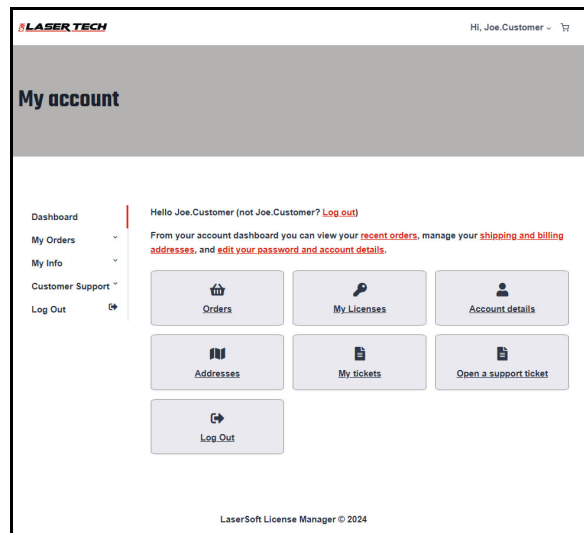 LASER TECH
Hi, Joe.Customer
My account
Dashboard
My Orders
My Info
Customer Support
Log Out
Hello Joe.Customer (not Joe.Customer? Log out)
From your account dashboard you can view your recent orders, manage your shipping and billing
addresses, and edit your password and account details.
Orders
My Licenses
Account details
Addresses
My tickets
Open a support ticket
Log Out
LaserSoft License Manager © 2024